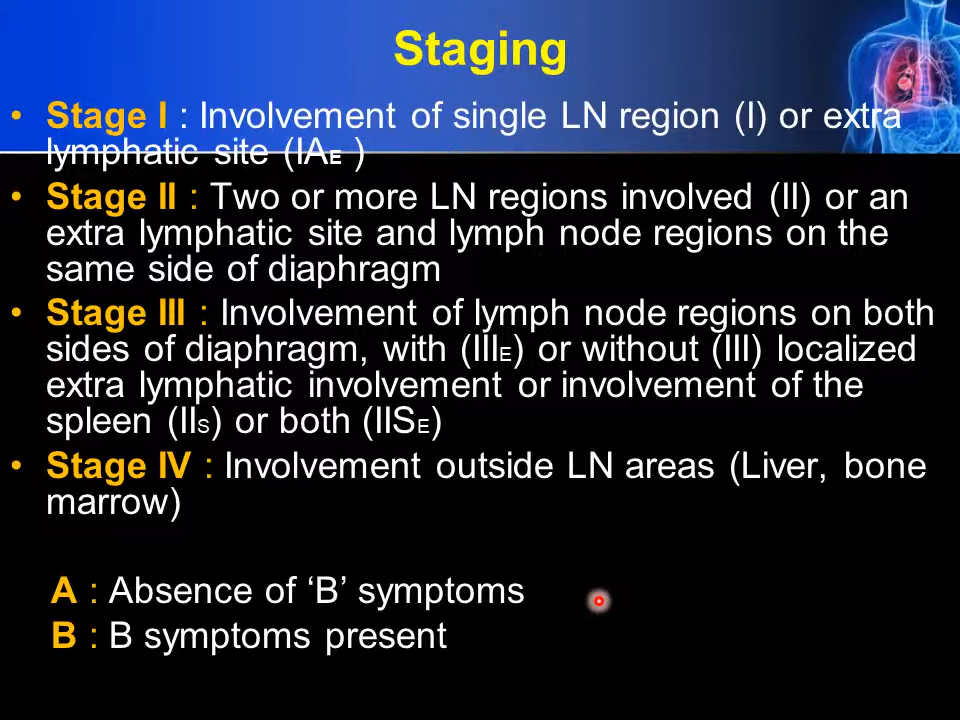 Staging
• Stage I : Involvement of single LN region (I) or extra
lymphatic site (IAE )
• Stage II : Two or more LN regions involved (II) or an
extra lymphatic site and lymph node regions on the
same side of diaphragm
• Stage III : Involvement of lymph node regions on both
sides of diaphragm, with (IIIE) or without (III) localized
extra lymphatic involvement or involvement of the
spleen (IIS) or both (IISE)
• Stage IV : Involvement outside LN areas (Liver, bone
marrow)
A : Absence of ‘B’ symptoms
B : B symptoms present